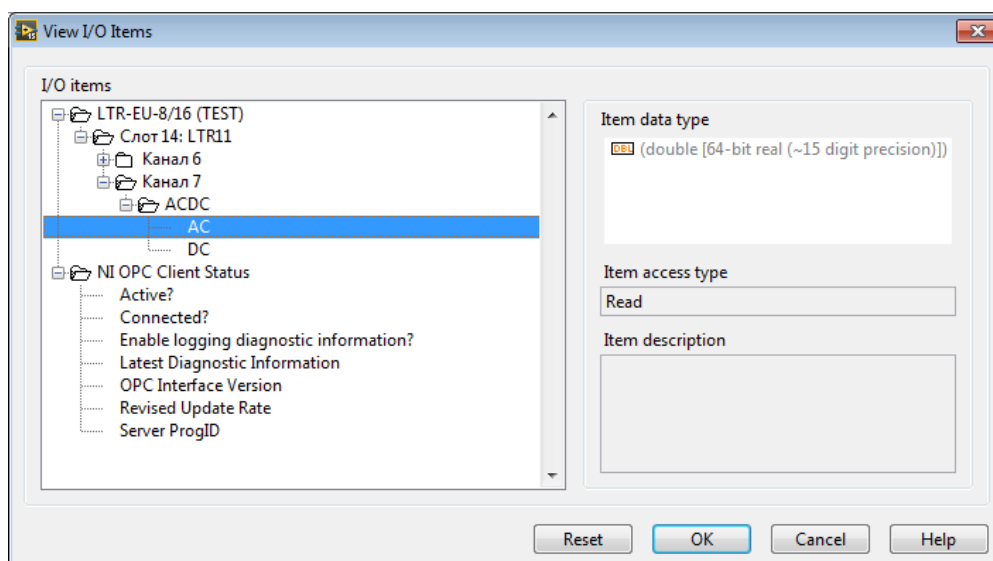 View I/O Items
I/O items
LTR-EU-8/16 (TEST)
Слот 14: LTR11
Канал 6
Канал 7
ACDC
AC
DC
NI OPC Client Status
Active?
Connected?
Enable logging diagnostic information?
Latest Diagnostic Information
OPC Interface Version
Revised Update Rate
Server ProgID
Item data type
DBL (double [64-bit real (~15 digit precision)])
Item access type
Read
Item description
Reset OK Cancel Help